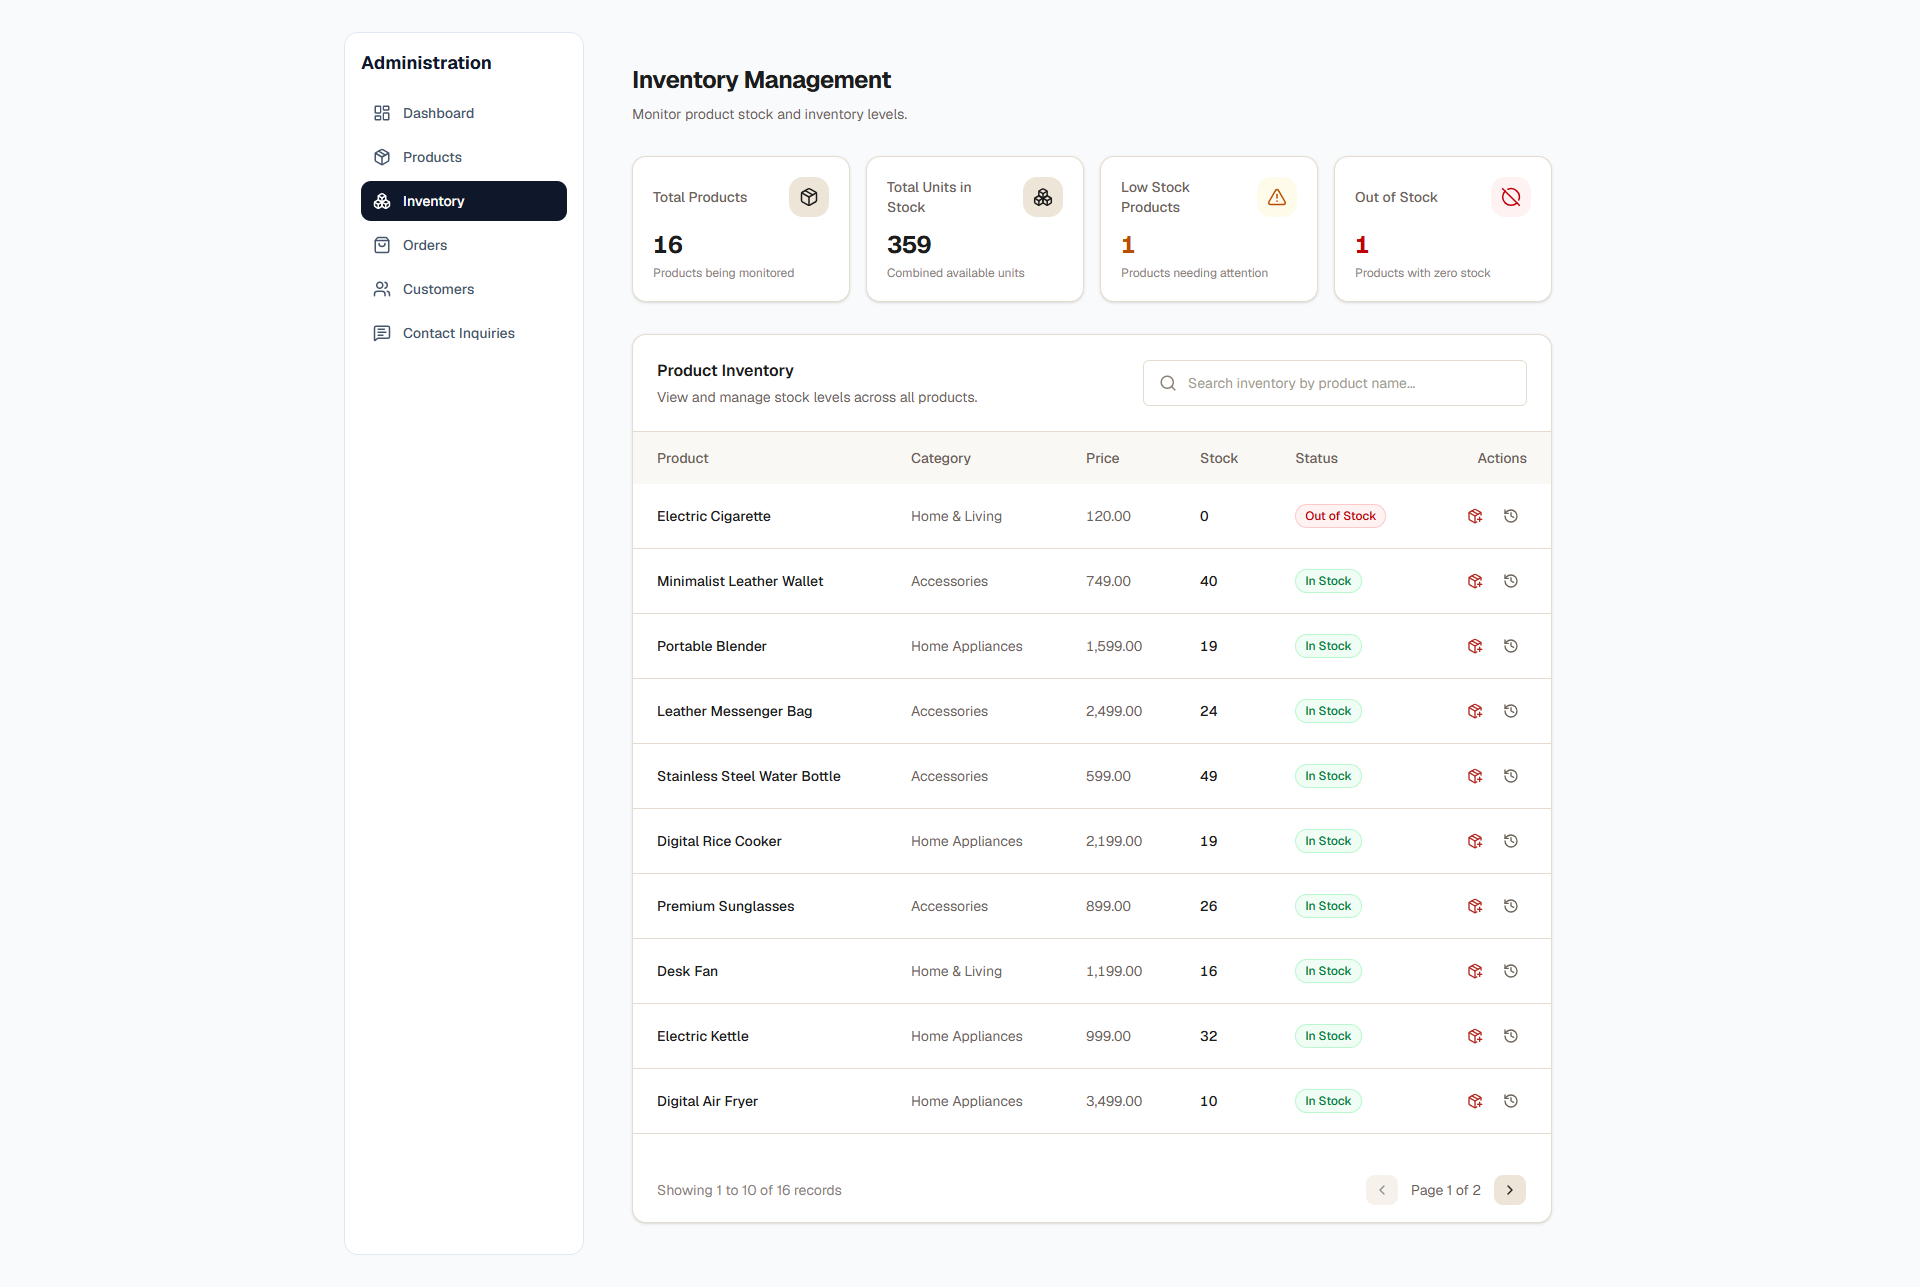 Administration
Dashboard
Products
Inventory
Orders
Customers
Contact Inquiries
Inventory Management
Monitor product stock and inventory levels.
Total Products
16
Products being monitored
Total Units in
Stock
359
Combined available units
Low Stock
Products
1
Products needing attention
Out of Stock
1
Products with zero stock
Product Inventory
View and manage stock levels across all products.
Search inventory by product name...
Product Category Price Stock Status Actions
Electric Cigarette Home & Living 120.00 0 Out of Stock
Minimalist Leather Wallet Accessories 749.00 40 In Stock
Portable Blender Home Appliances 1,599.00 19 In Stock
Leather Messenger Bag Accessories 2,499.00 24 In Stock
Stainless Steel Water Bottle Accessories 599.00 49 In Stock
Digital Rice Cooker Home Appliances 2,199.00 19 In Stock
Premium Sunglasses Accessories 899.00 26 In Stock
Desk Fan Home & Living 1,199.00 16 In Stock
Electric Kettle Home Appliances 999.00 32 In Stock
Digital Air Fryer Home Appliances 3,499.00 10 In Stock
Showing 1 to 10 of 16 records
Page 1 of 2